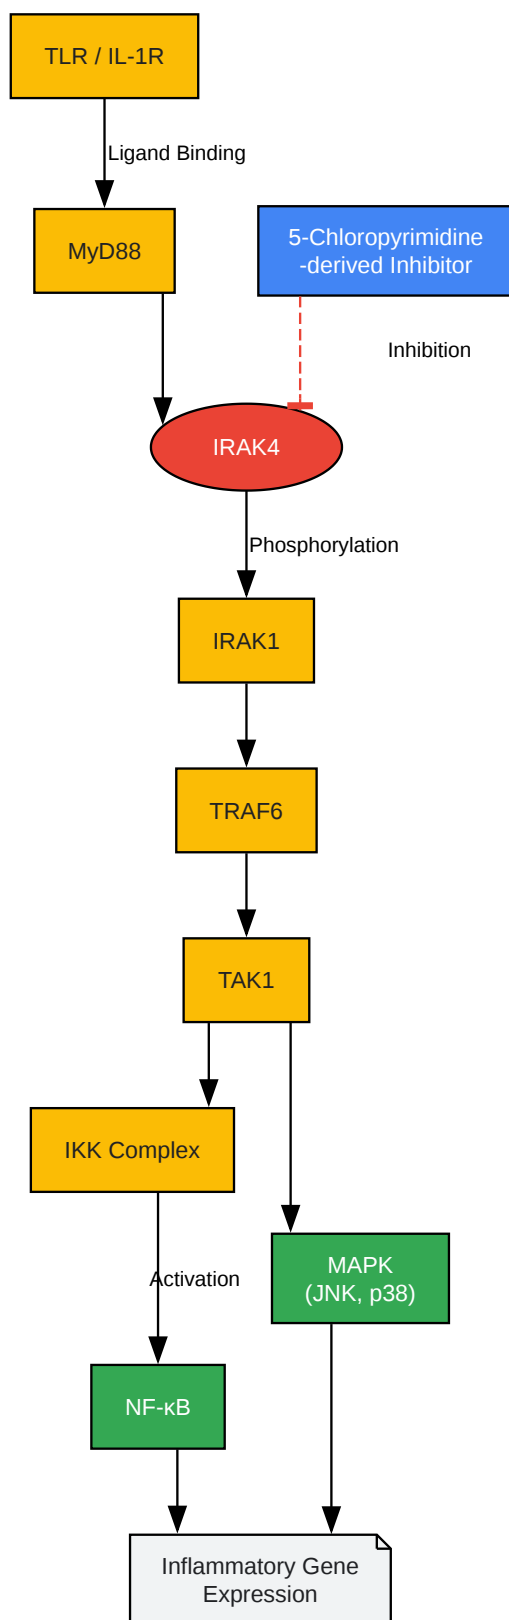 TLR / IL-1R
Ligand Binding
MyD88
5-Chloropyrimidine
-derived Inhibitor
Inhibition
IRAK4
Phosphorylation
IRAK1
TRAF6
TAK1
IKK Complex
MAPK
(JNK, p38)
Activation
NF-κB
Inflammatory Gene
Expression